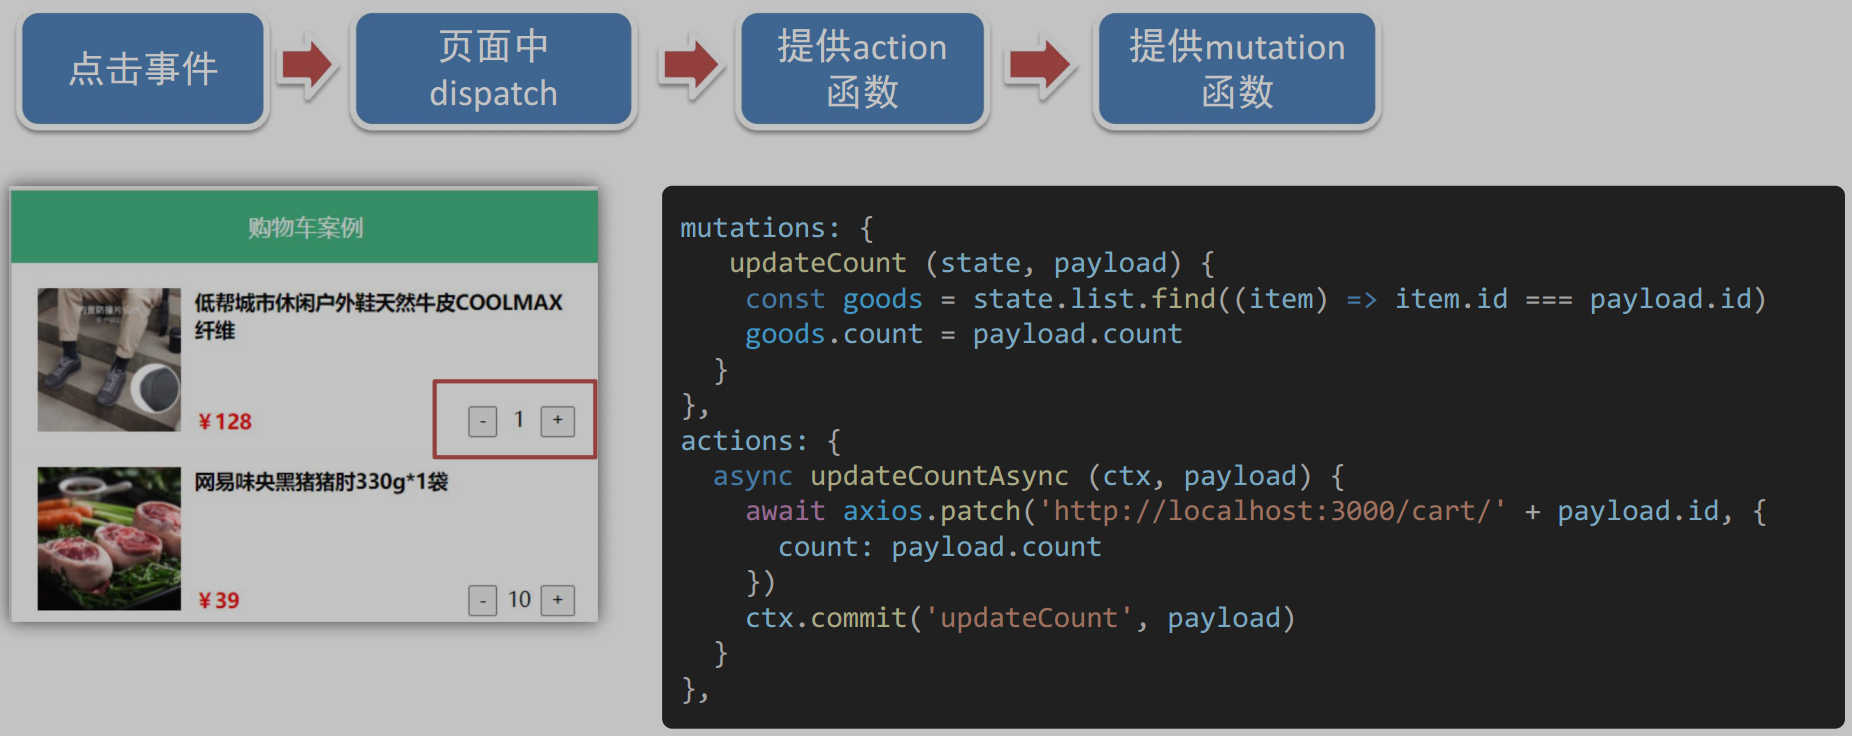 点击事件
页面中
dispatch
提供action
函数
提供mutation
函数
购物车案例
低帮城市休闲户外鞋天然牛皮COOLMAX
纤维
￥128
- 1 +
网易味央黑猪猪肘330g*1袋
￥39
- 10 +
mutations: {
updateCount (state, payload) {
const goods = state.list.find((item) => item.id === payload.id)
goods.count = payload.count
}
},
actions: {
async updateCountAsync (ctx, payload) {
await axios.patch('http://localhost:3000/cart/' + payload.id, {
count: payload.count
})
ctx.commit('updateCount', payload)
}
},